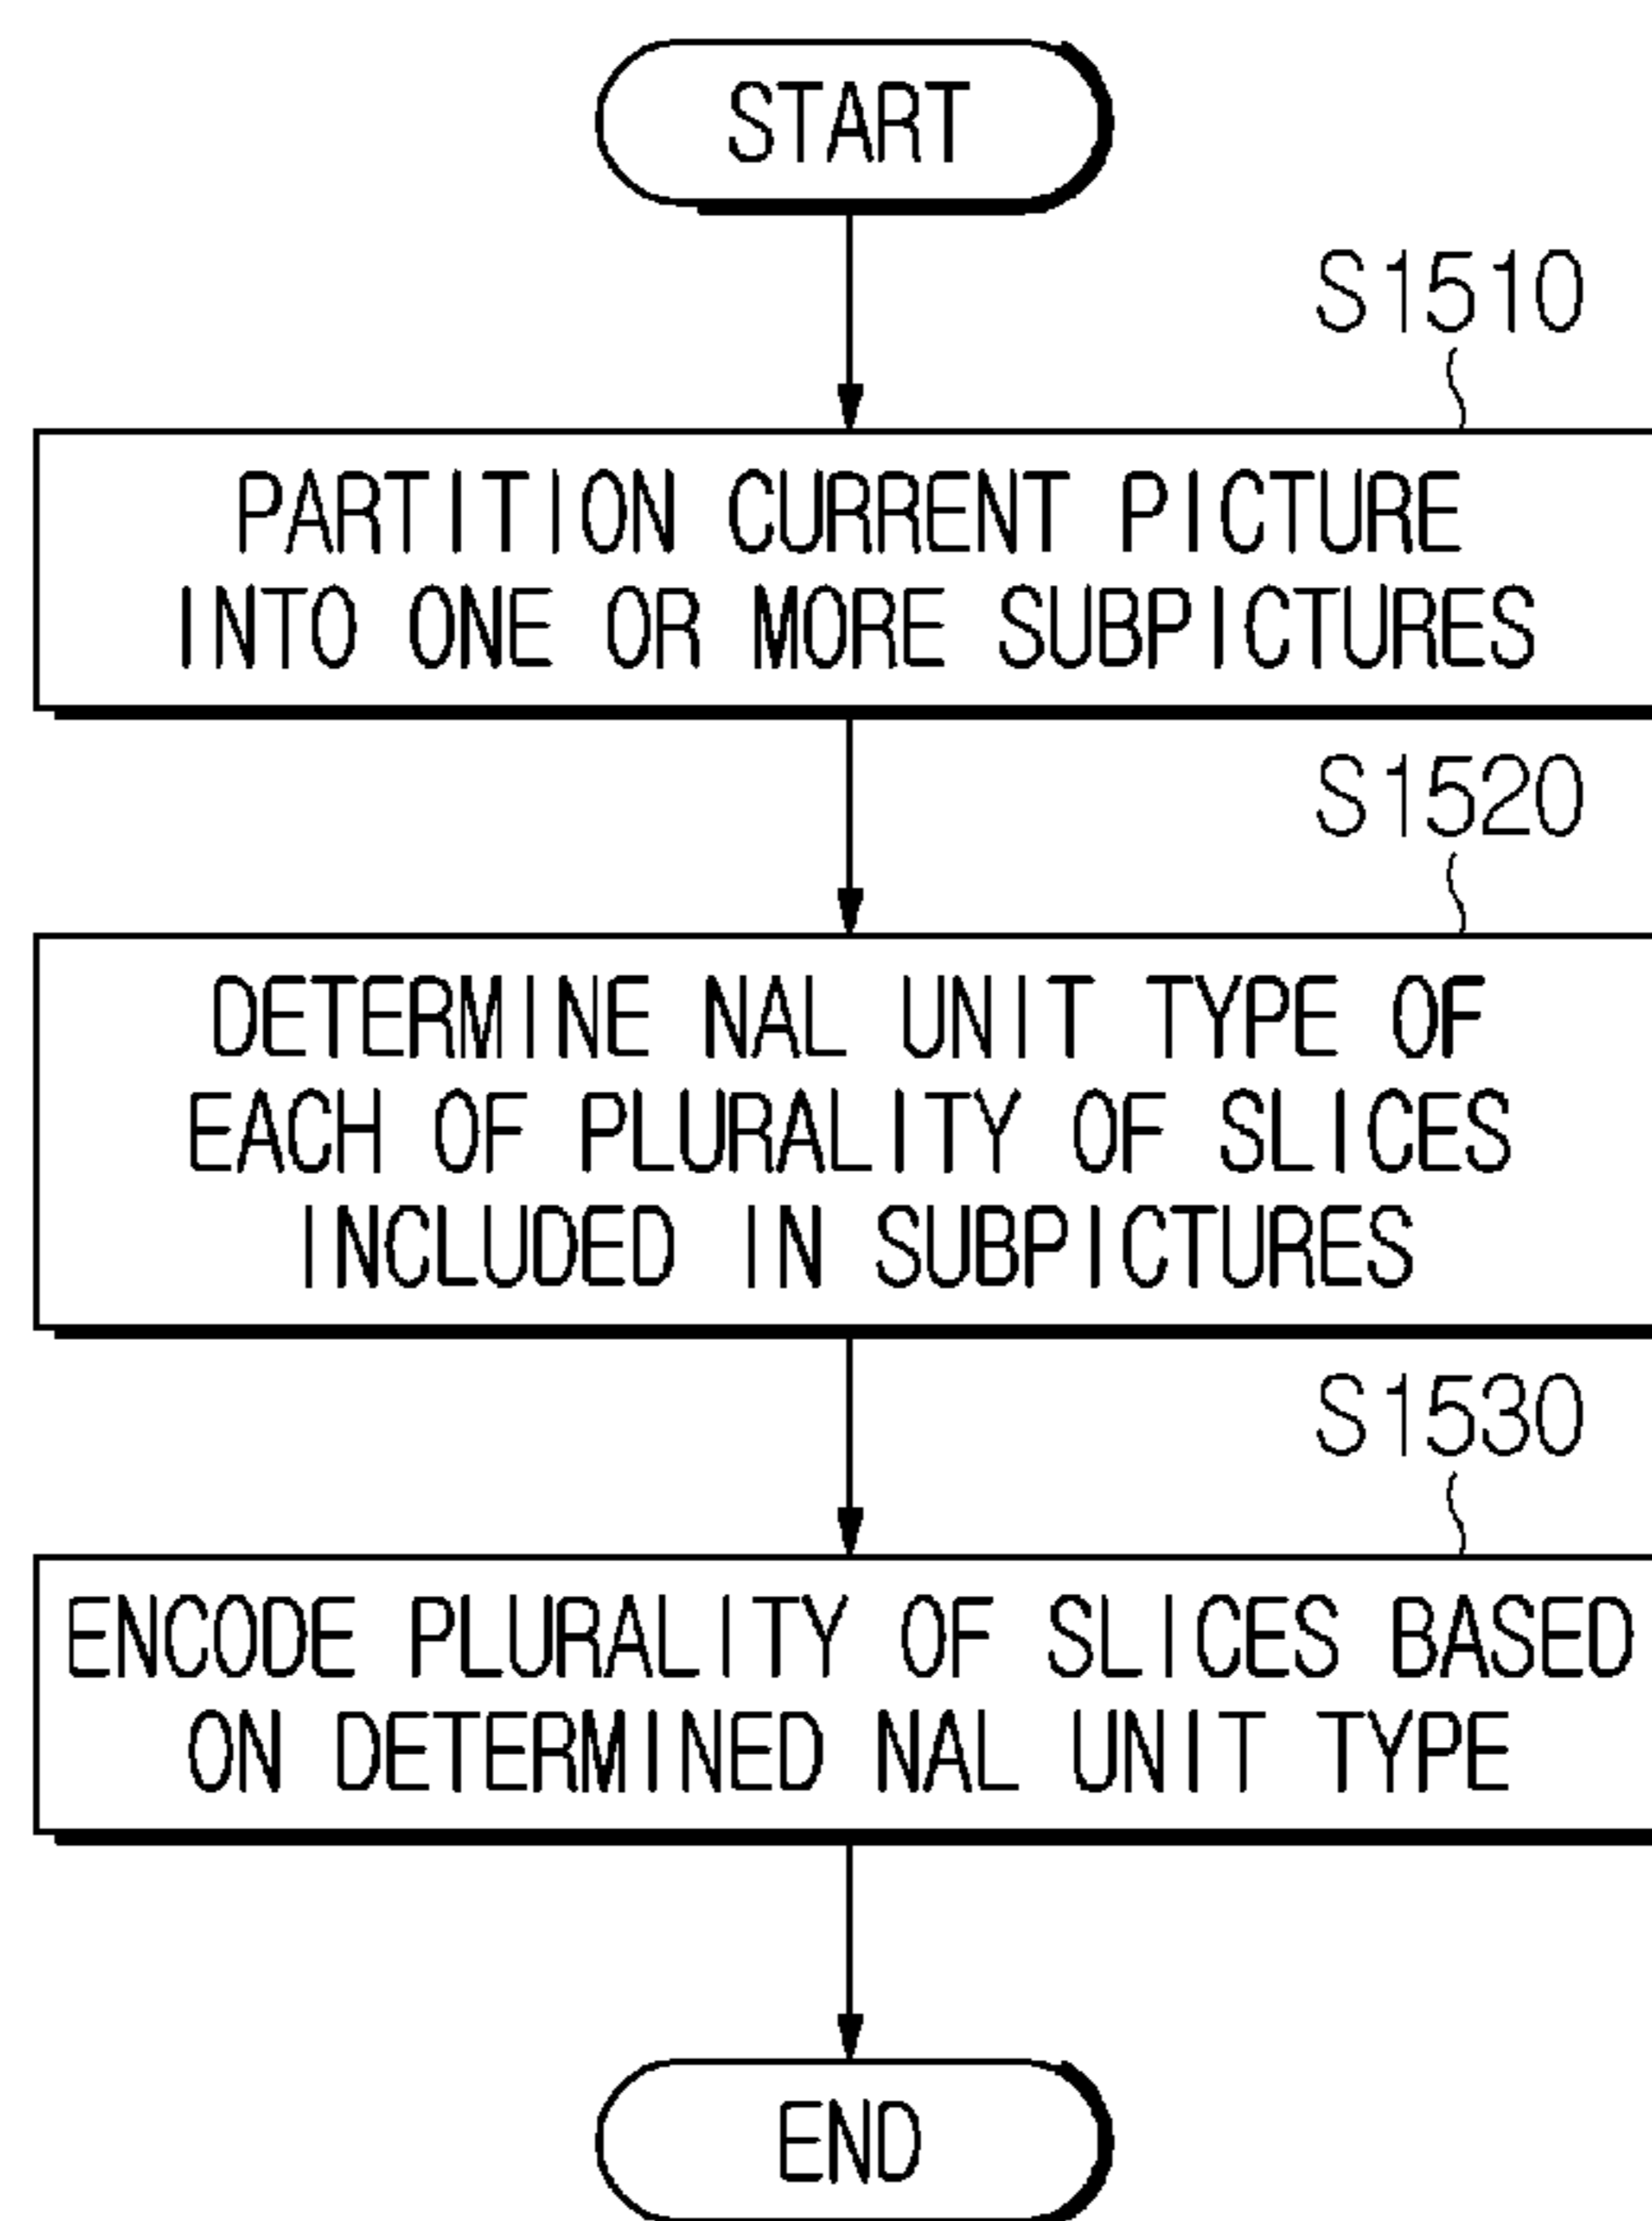 START
S1510
PARTITION CURRENT PICTURE
INTO ONE OR MORE SUBPICTURES
S1520
DETERMINE NAL UNIT TYPE OF
EACH OF PLURALITY OF SLICES
INCLUDED IN SUBPICTURES
S1530
ENCODE PLURALITY OF SLICES BASED
ON DETERMINED NAL UNIT TYPE
END